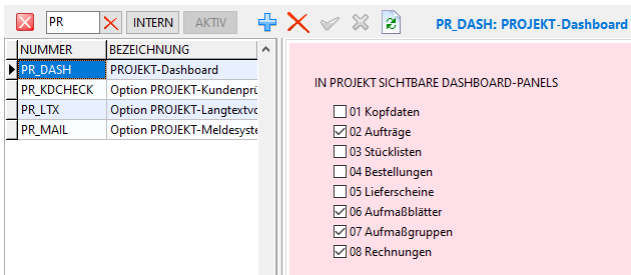 PR INTERN AKTIV PR_DASH: PROJEKT-Dashboard
NUMMER BEZEICHNUNG
PR_DASH PROJEKT-Dashboard
PR_KDCHECK Option PROJEKT-Kundenprü
PR_LTX Option PROJEKT-Langtextvo
PR_MAIL Option PROJEKT-Meldesyste
IN PROJEKT SICHTBARE DASHBOARD-PANELS
01 Kopfdaten
02 Aufträge
03 Stücklisten
04 Bestellungen
05 Lieferscheine
06 Aufmaßblätter
07 Aufmaßgruppen
08 Rechnungen